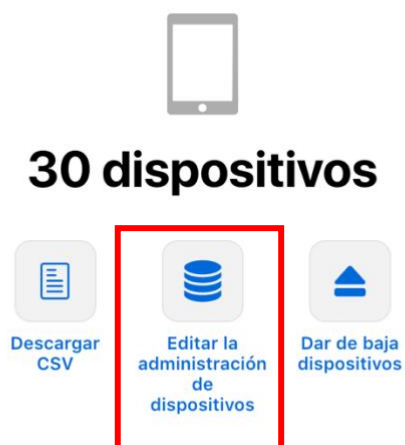 30 dispositivos
Descargar
CSV
Editar la
administración
de
dispositivos
Dar de baja
dispositivos